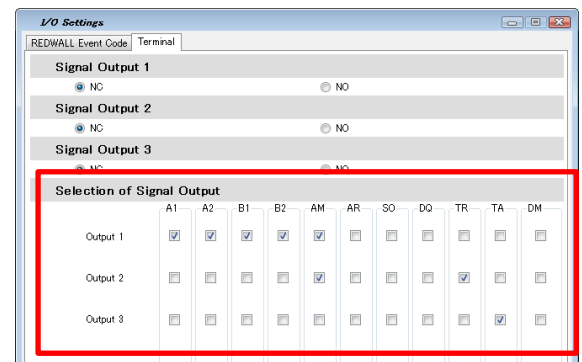 I/O Settings
REDWALL Event Code Terminal
Signal Output 1
NC NO
Signal Output 2
NC NO
Signal Output 3
NC NO
Selection of Signal Output
A1 A2 B1 B2 AM AR SO DQ TR TA DM
Output 1
Output 2
Output 3